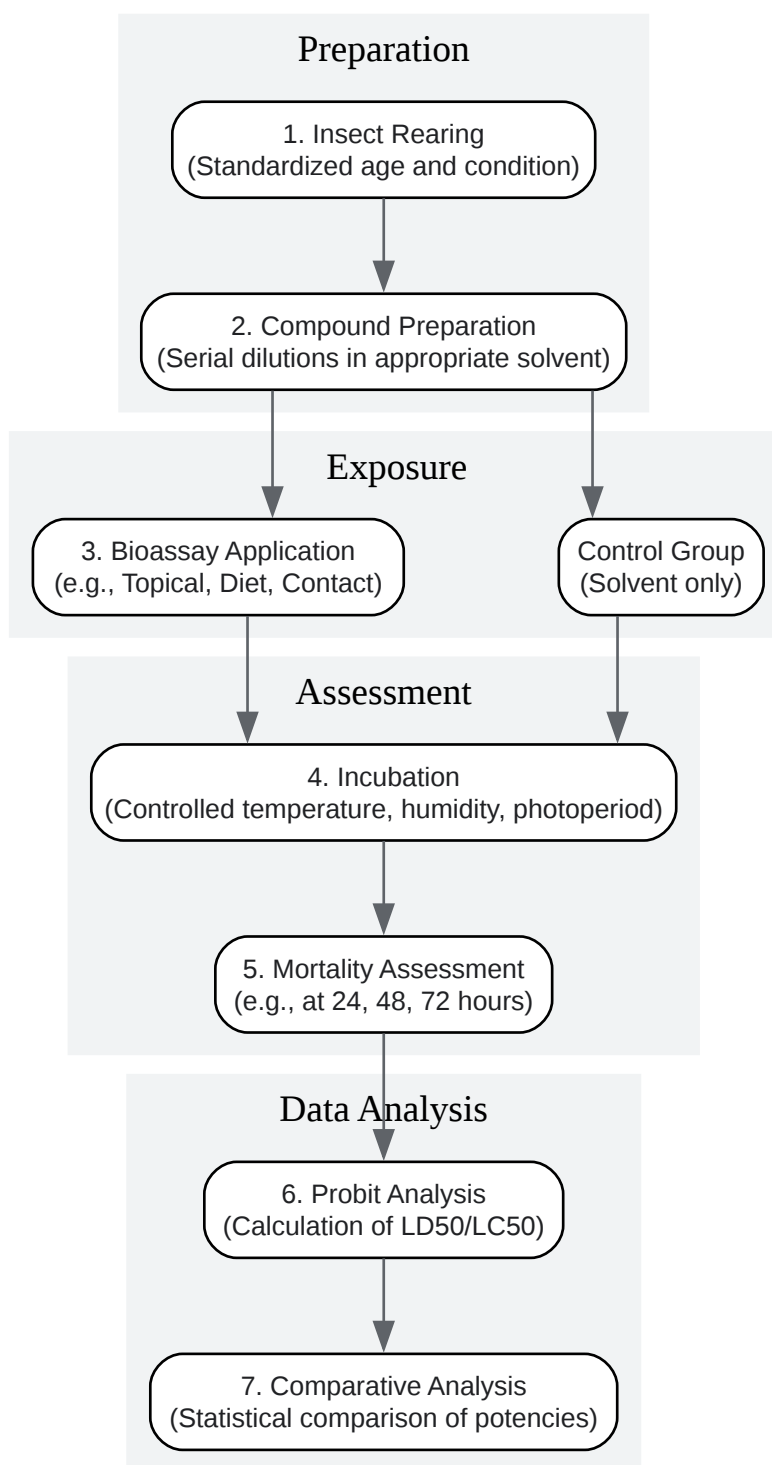 Preparation
1. Insect Rearing
(Standardized age and condition)
2. Compound Preparation
(Serial dilutions in appropriate solvent)
Exposure
3. Bioassay Application
(e.g., Topical, Diet, Contact)
Control Group
(Solvent only)
Assessment
4. Incubation
(Controlled temperature, humidity, photoperiod)
5. Mortality Assessment
(e.g., at 24, 48, 72 hours)
Data Analysis
6. Probit Analysis
(Calculation of LD50/LC50)
7. Comparative Analysis
(Statistical comparison of potencies)